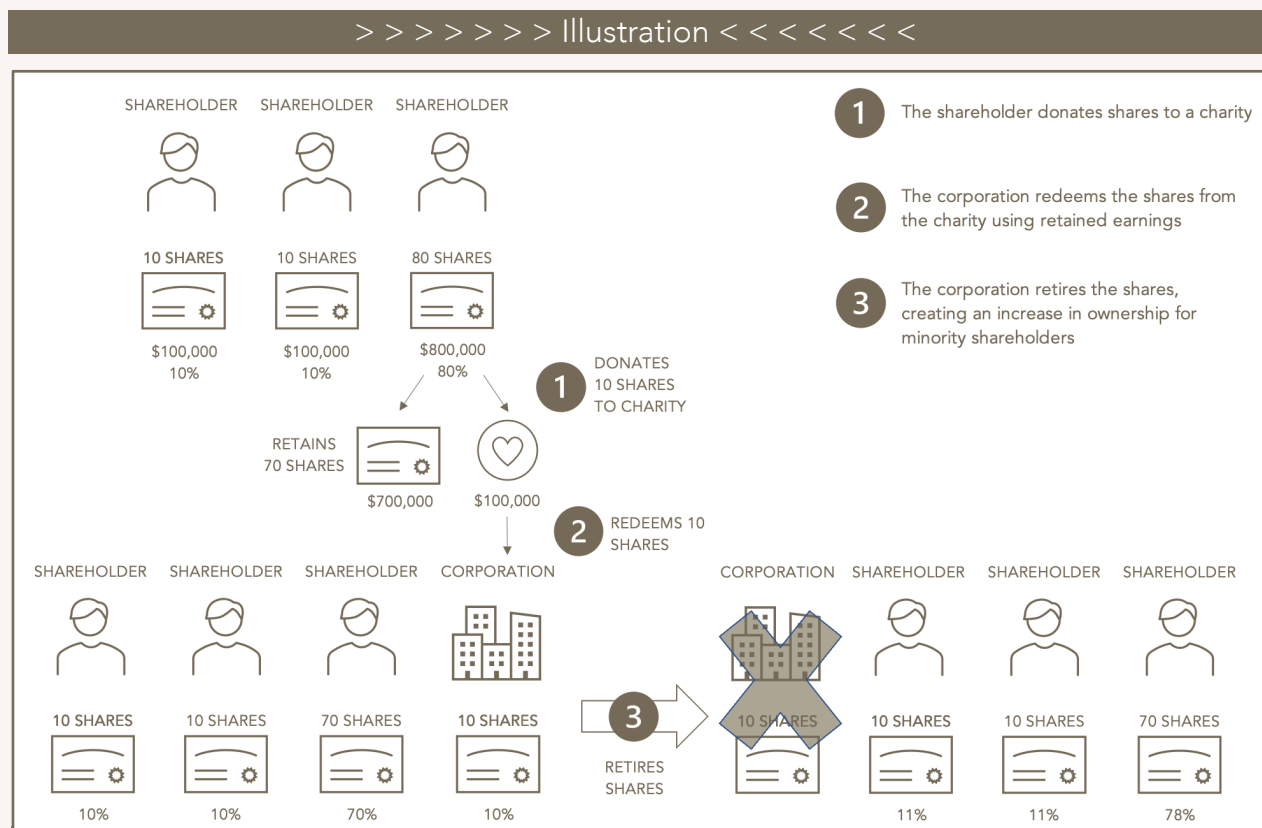 > > > > > > > Illustration < < < < < < <
SHAREHOLDER SHAREHOLDER SHAREHOLDER
10 SHARES 10 SHARES 80 SHARES
$100,000 $100,000 $800,000
10% 10% 80%
1 DONATES
10 SHARES
TO CHARITY
RETAINS
70 SHARES
$700,000 $100,000
2 REDEEMS 10
SHARES
1 The shareholder donates shares to a charity
2 The corporation redeems the shares from
the charity using retained earnings
3 The corporation retires the shares,
creating an increase in ownership for
minority shareholders
SHAREHOLDER SHAREHOLDER SHAREHOLDER CORPORATION
10 SHARES 10 SHARES 70 SHARES 10 SHARES
10% 10% 70% 10%
3
RETIRES
SHARES
CORPORATION SHAREHOLDER SHAREHOLDER SHAREHOLDER
10 SHARES 10 SHARES 10 SHARES 70 SHARES
11% 11% 78%